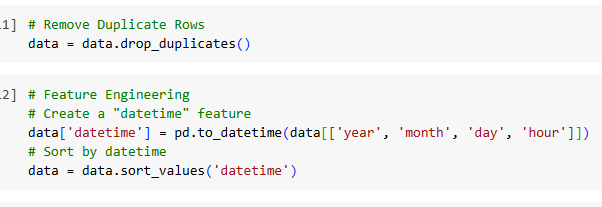 1] # Remove Duplicate Rows
data = data.drop_duplicates()
2] # Feature Engineering
# Create a "datetime" feature
data['datetime'] = pd.to_datetime(data[['year', 'month', 'day', 'hour']])
# Sort by datetime
data = data.sort_values('datetime')